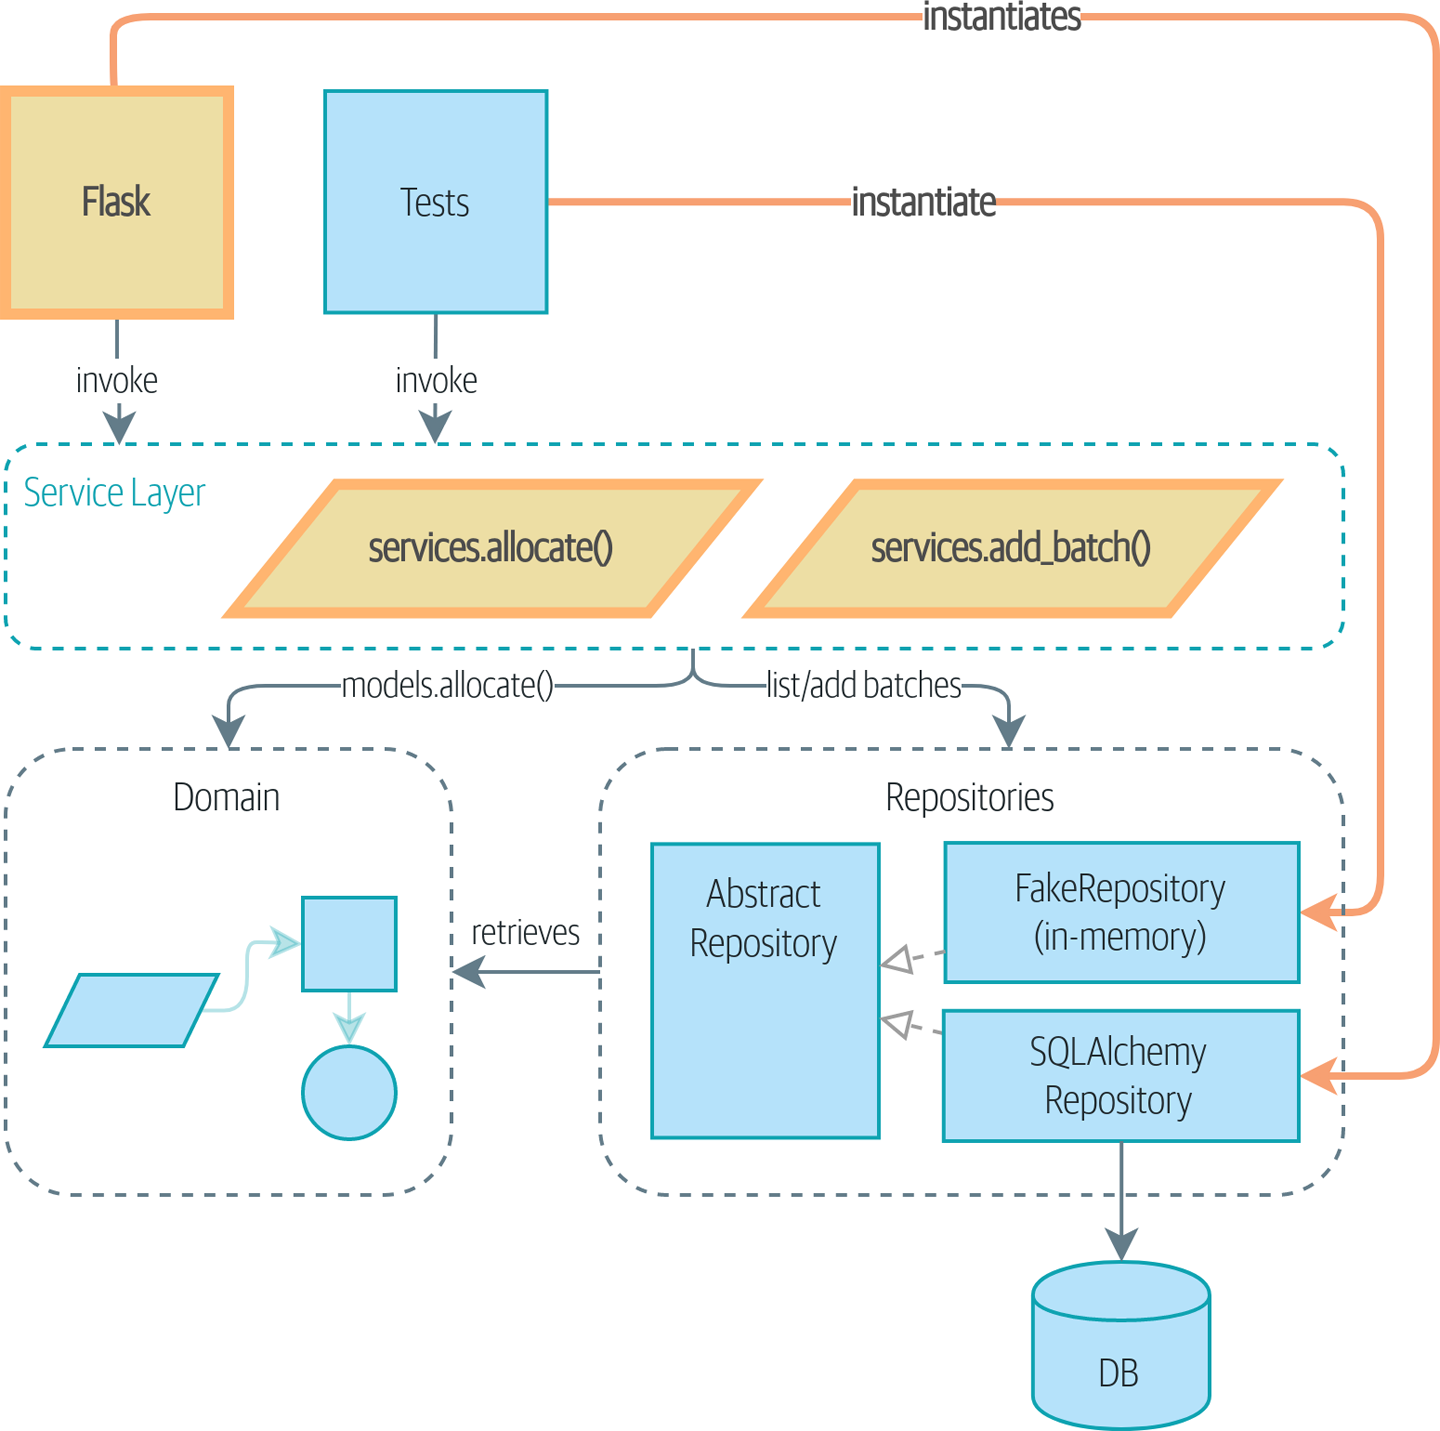 instantiates
Flask
Tests
instantiate
invoke
invoke
Service Layer
services.allocate()
services.add_batch()
models.allocate()
list/add batches
Domain
Repositories
Abstract
Repository
FakeRepository
(in-memory)
retrieves
SQLAlchemy
Repository
DB